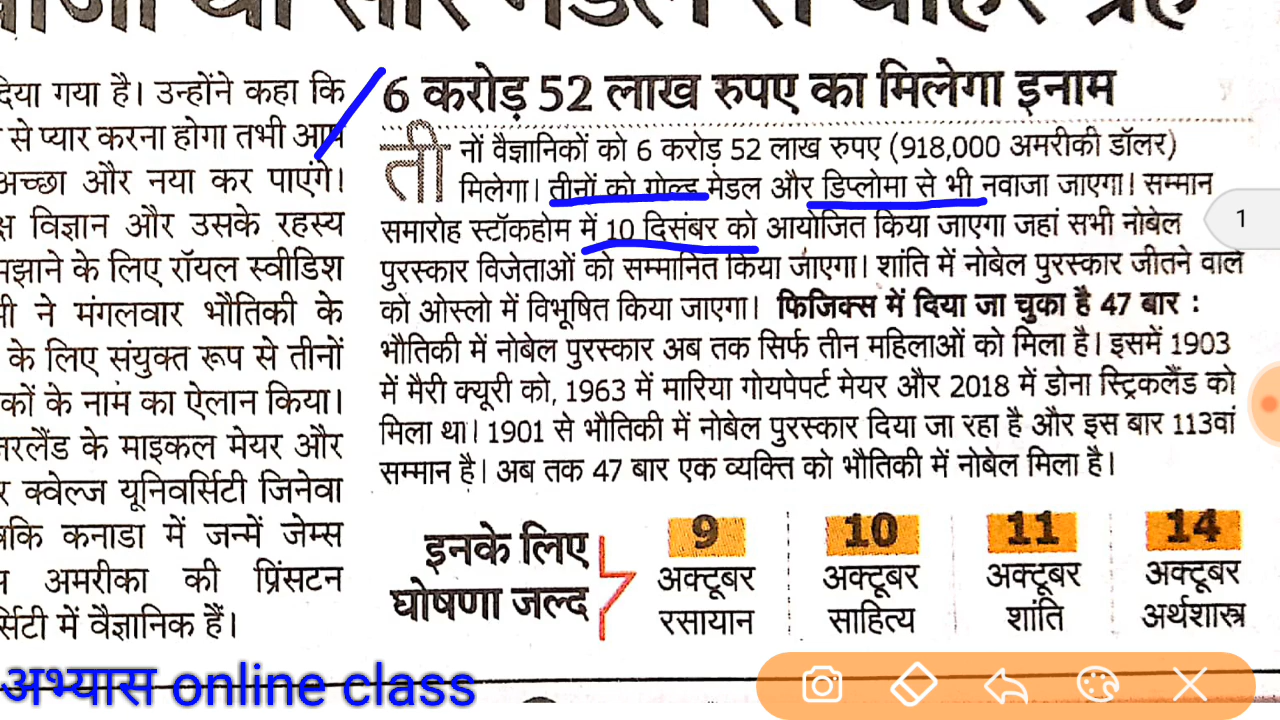 दिया गया है। उन्होंने कहा कि
से प्यार करना होगा तभी आप
अच्छा और नया कर पाएंगे।
विज्ञान और उसके रहस्य
के लिए रॉयल स्वीडिश
ने मंगलवार भौतिकी के
के लिए संयुक्त रूप से तीनों
के नाम का ऐलान किया।
के माइकल मेयर और
क्वेल्ज यूनिवर्सिटी जिनेवा
कनाडा में जन्में जेम्स
अमरीका की प्रिंसटन
में वैज्ञानिक हैं।
6 करोड़ 52 लाख रुपए का मिलेगा इनाम
तीनों वैज्ञानिकों को 6 करोड़ 52 लाख रुपए (918,000 अमरीकी डॉलर)
मिलेगा। तीनों को गोल्ड मेडल और डिप्लोमा से भी नवाजा जाएगा। सम्मान
समारोह स्टॉकहोम में 10 दिसंबर को आयोजित किया जाएगा जहां सभी नोबेल
पुरस्कार विजेताओं को सम्मानित किया जाएगा। शांति में नोबेल पुरस्कार जीतने वाले
को ओस्लो में विभूषित किया जाएगा। फिजिक्स में दिया जा चुका है 47 बार :
भौतिकी में नोबेल पुरस्कार अब तक सिर्फ तीन महिलाओं को मिला है। इसमें 1903
में मैरी क्यूरी को, 1963 में मारिया गोयपेपर्ट मेयर और 2018 में डोना स्ट्रिकलैंड को
मिला था। 1901 से भौतिकी में नोबेल पुरस्कार दिया जा रहा है और इस बार 113वां
सम्मान है। अब तक 47 बार एक व्यक्ति को भौतिकी में नोबेल मिला है।
इनके लिए
घोषणा जल्द
9
अक्टूबर
रसायान
10
अक्टूबर
साहित्य
11
अक्टूबर
शांति
14
अक्टूबर
अर्थशास्त्र
1
अभ्यास online class